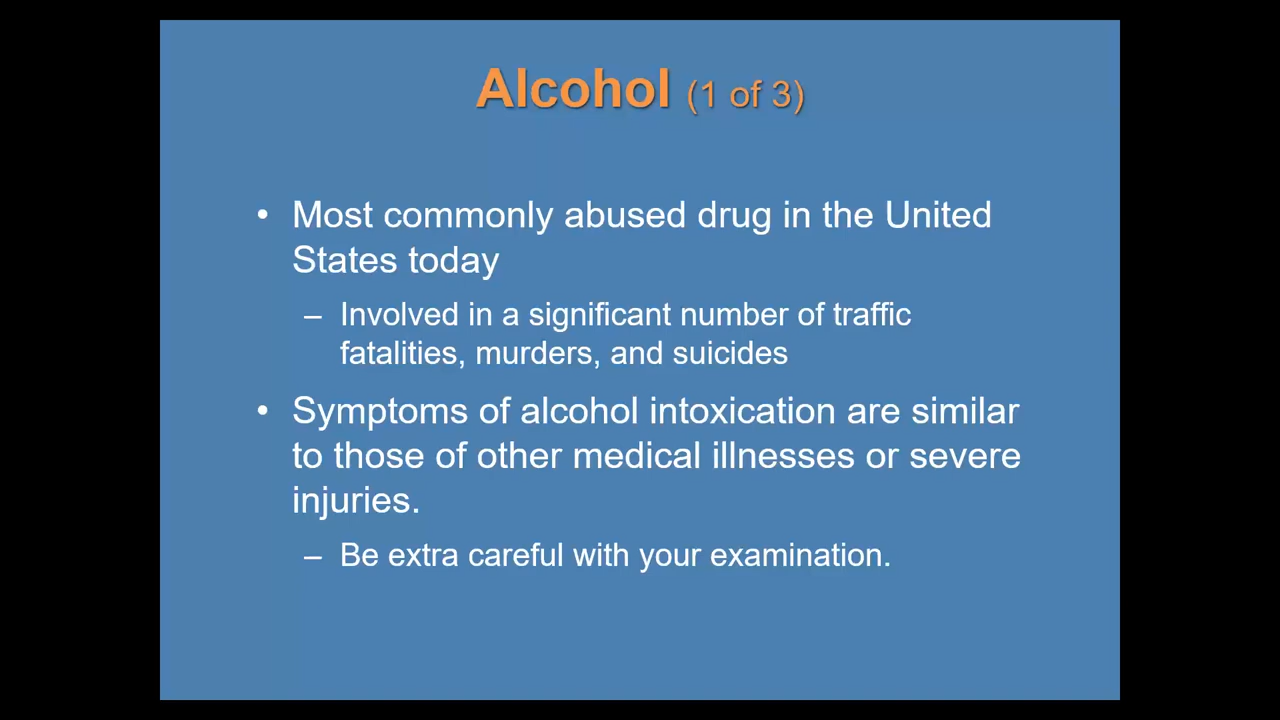 Alcohol (1 of 3)
• Most commonly abused drug in the United
States today
– Involved in a significant number of traffic
fatalities, murders, and suicides
• Symptoms of alcohol intoxication are similar
to those of other medical illnesses or severe
injuries.
– Be extra careful with your examination.